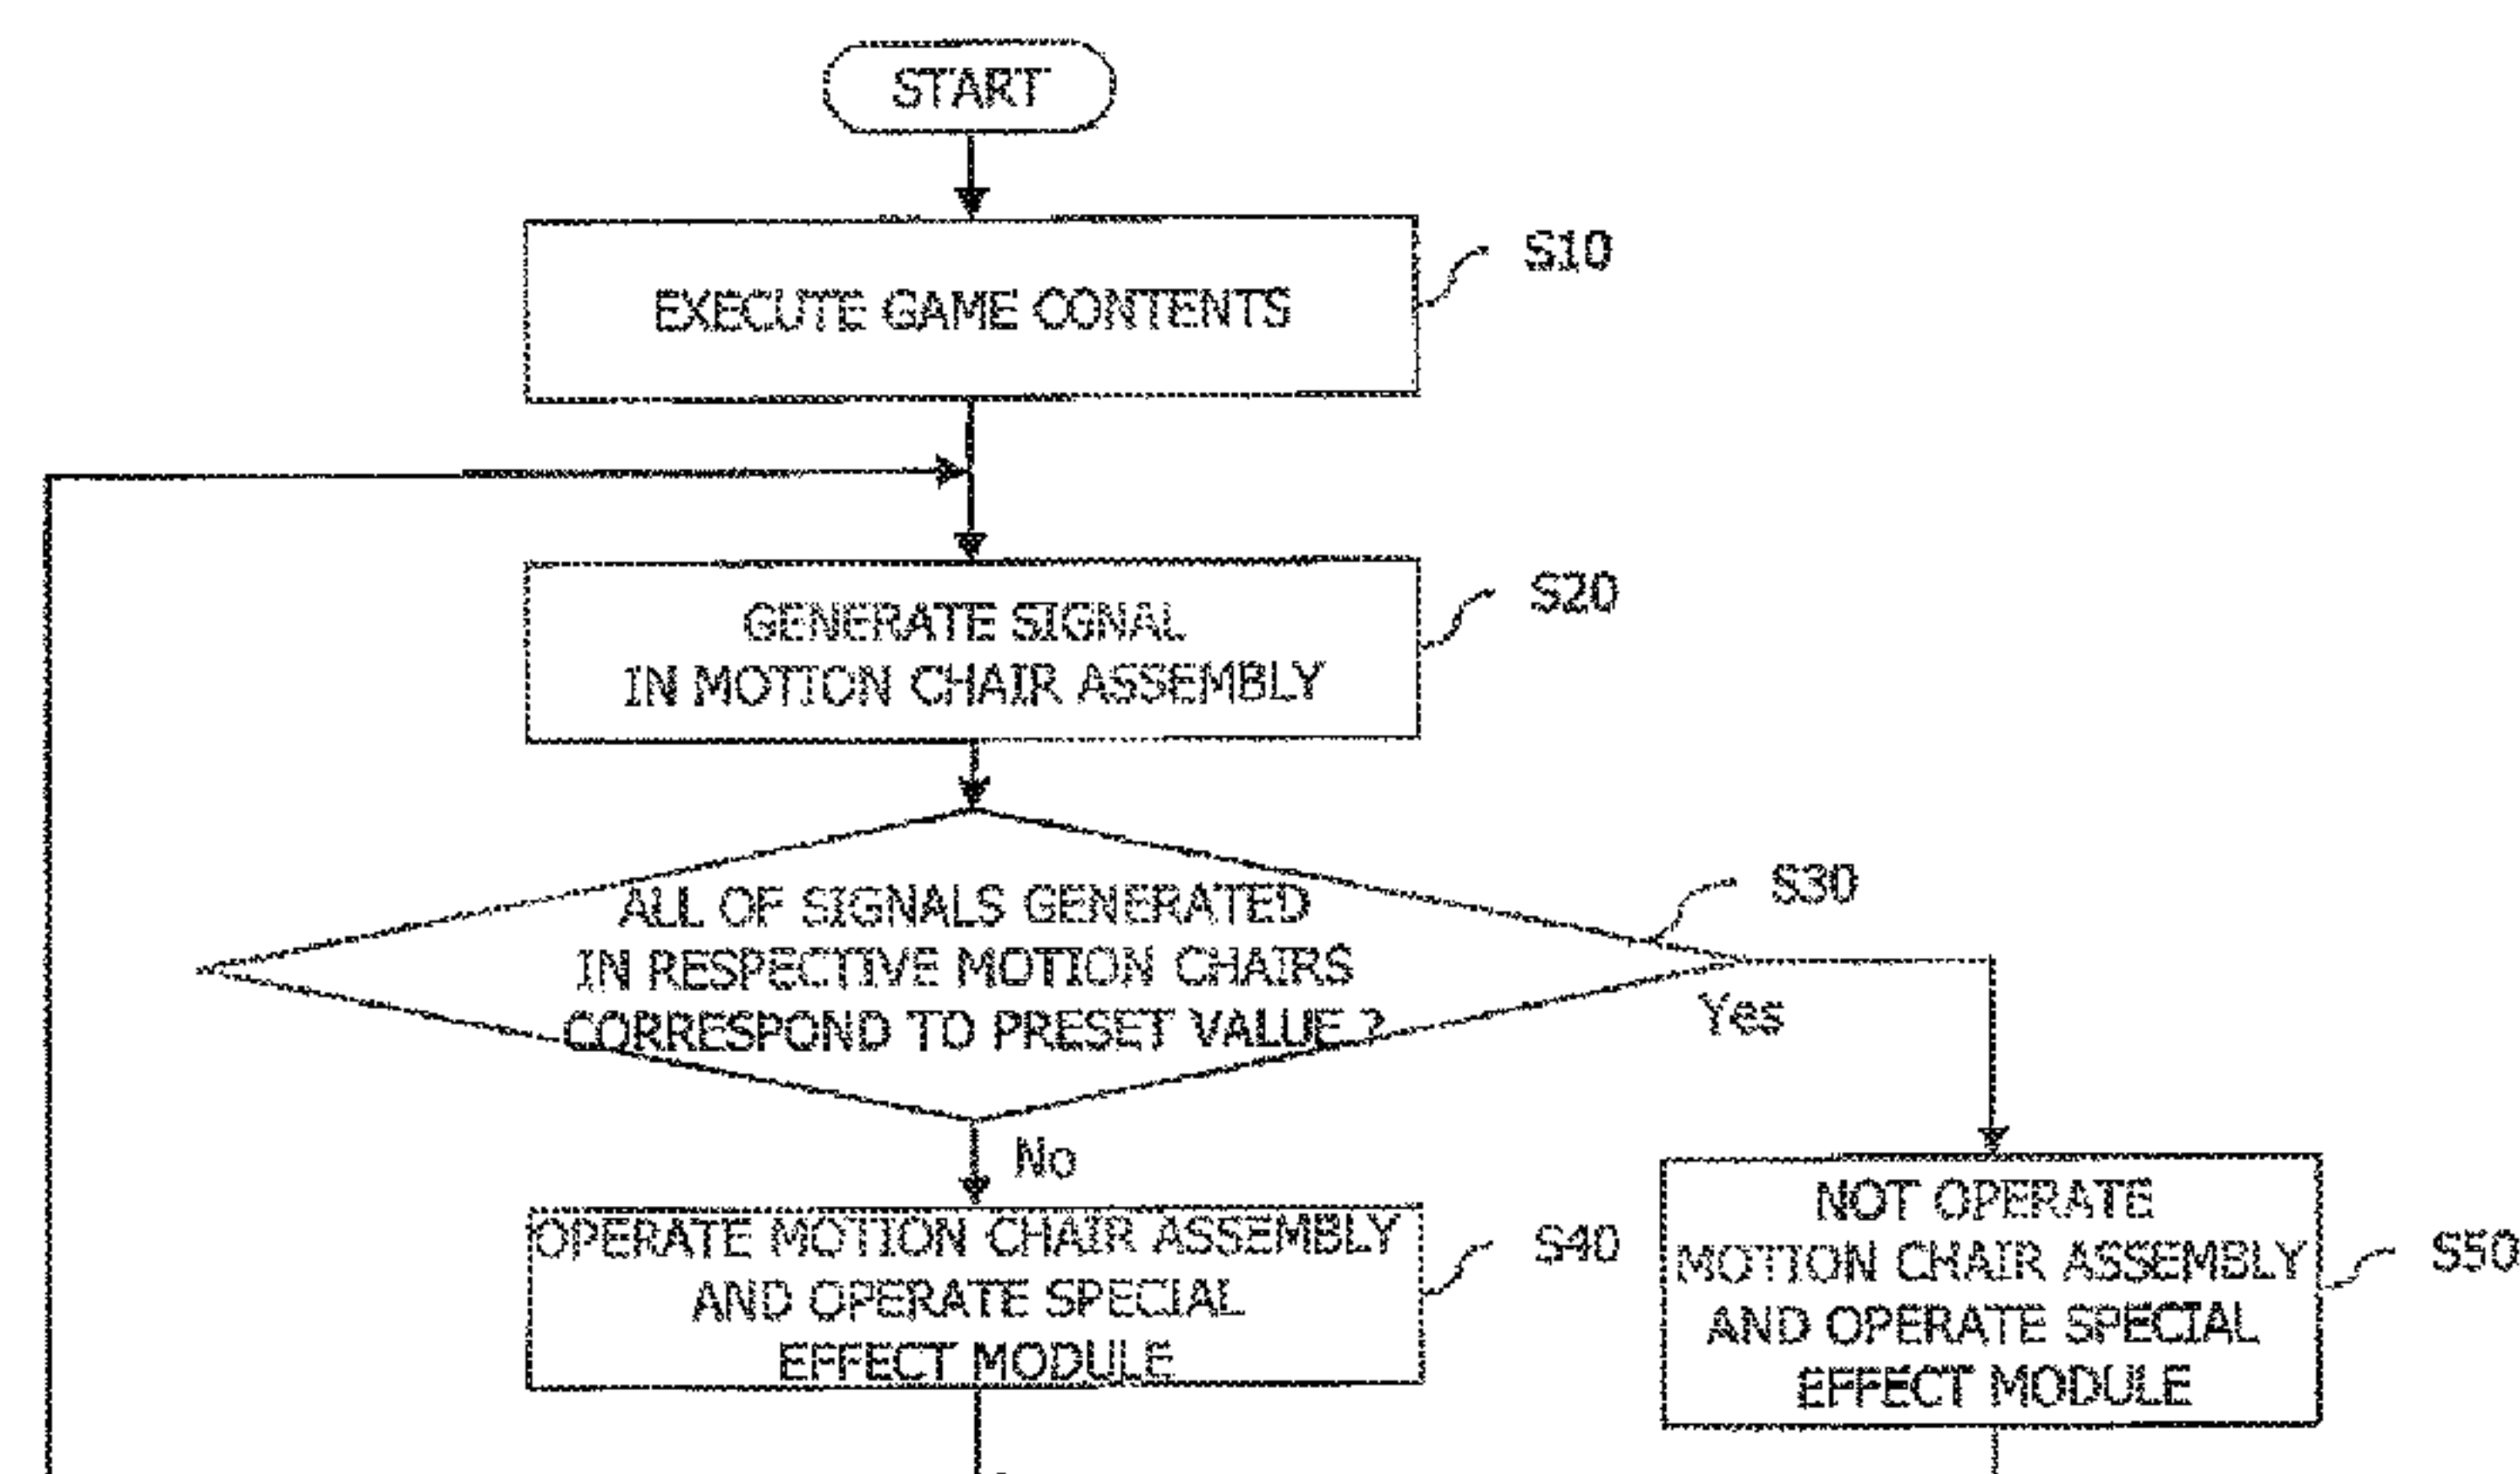 START
EXECUTE GAME CONTENTS
S10
GENERATE SIGNAL
IN MOTION CHAIR ASSEMBLY
S20
ALL OF SIGNALS GENERATED
IN RESPECTIVE MOTION CHAIRS
CORRESPOND TO PRESET VALUE ?
S30
Yes
No
OPERATE MOTION CHAIR ASSEMBLY
AND OPERATE SPECIAL
EFFECT MODULE
S40
NOT OPERATE
MOTION CHAIR ASSEMBLY
AND OPERATE SPECIAL
EFFECT MODULE
S50